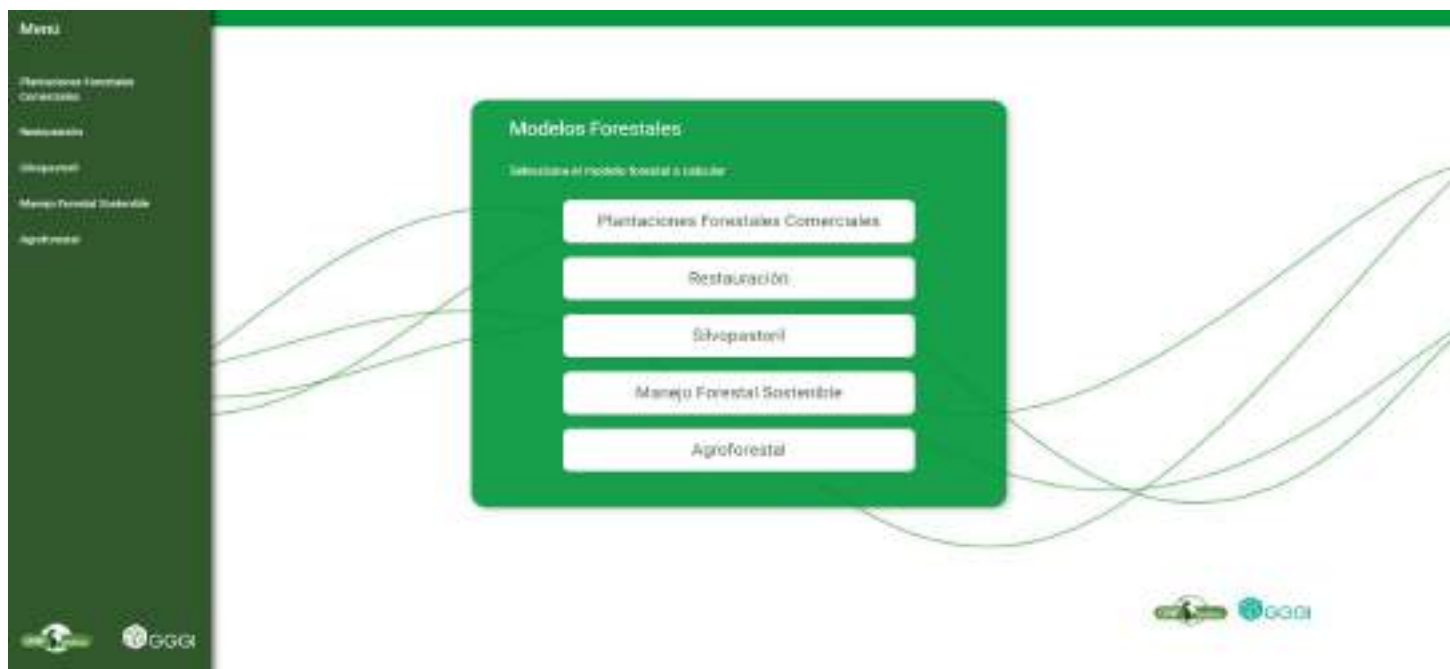 Menú
Plantaciones Forestales
Comerciales
Restauración
Silvopastoril
Manejo Forestal Sostenible
Agroforestal
Modelos Forestales
Seleccione el modelo forestal a calcular
Plantaciones Forestales Comerciales
Restauración
Silvopastoril
Manejo Forestal Sostenible
Agroforestal
GGGI
GGGI